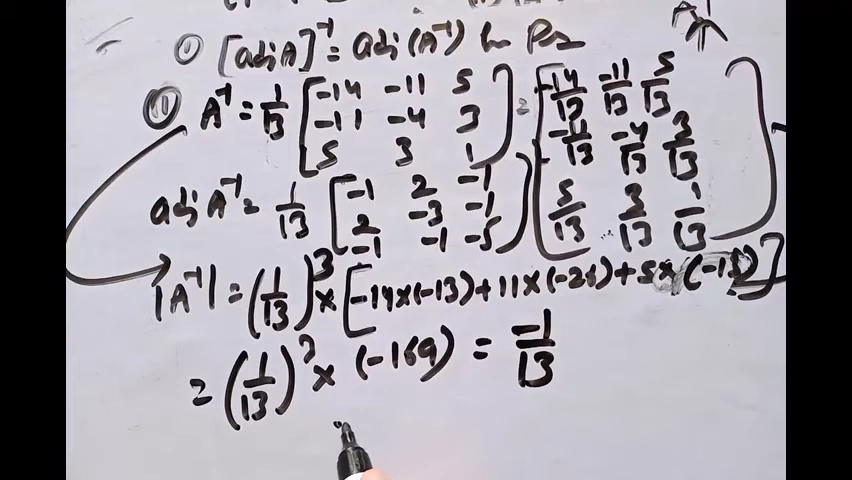 (i) [adj A]⁻¹ = adj(A⁻¹)
(ii) A⁻¹ = 1/13 [-14 -11 5; -11 -4 3; 5 3 1] = [-14/13 -11/13 5/13; -11/13 -4/13 3/13; 5/13 3/13 1/13]
adj A⁻¹ = 1/13 [-1 2 -1; 2 -3 -1; -1 -1 -5]
|A⁻¹| = (1/13)³ × [-14×(-13)+11×(-26)+5×(-13)]
= (1/13)³ × (-169) = -1/13